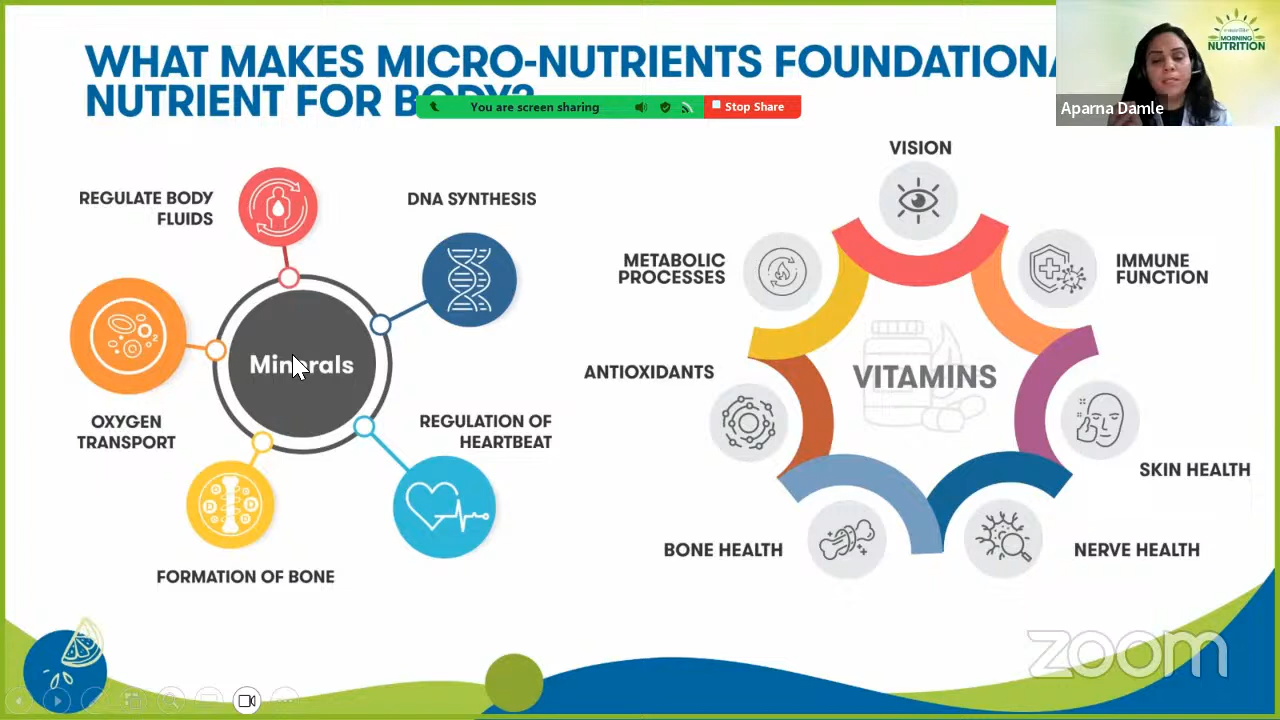 WHAT MAKES MICRO-NUTRIENTS FOUNDATIONA
NUTRIENT FOR BODY?
You are screen sharing
Stop Share
MORNING
NUTRITION
Aparna Damle
REGULATE BODY
FLUIDS
DNA SYNTHESIS
Minerals
OXYGEN
TRANSPORT
REGULATION OF
HEARTBEAT
FORMATION OF BONE
VISION
METABOLIC
PROCESSES
IMMUNE
FUNCTION
ANTIOXIDANTS
VITAMINS
SKIN HEALTH
BONE HEALTH
NERVE HEALTH
zoom